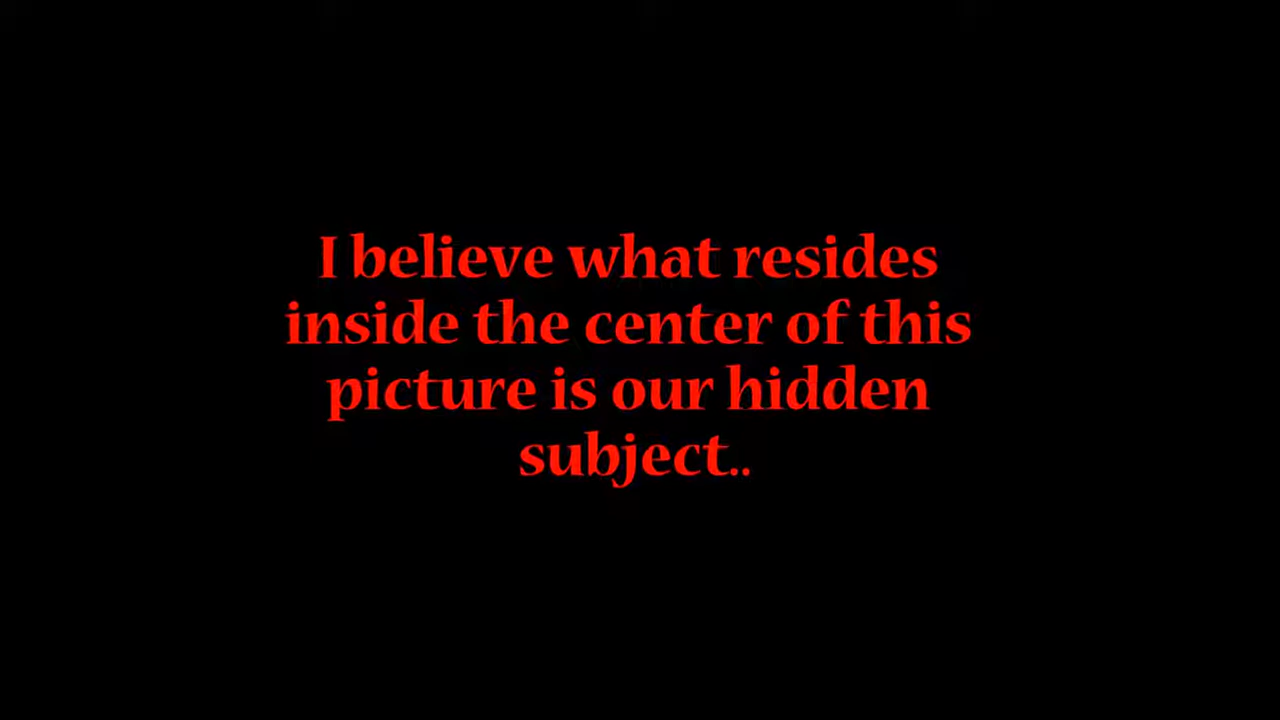 I believe what resides
inside the center of this
picture is our hidden
subject..